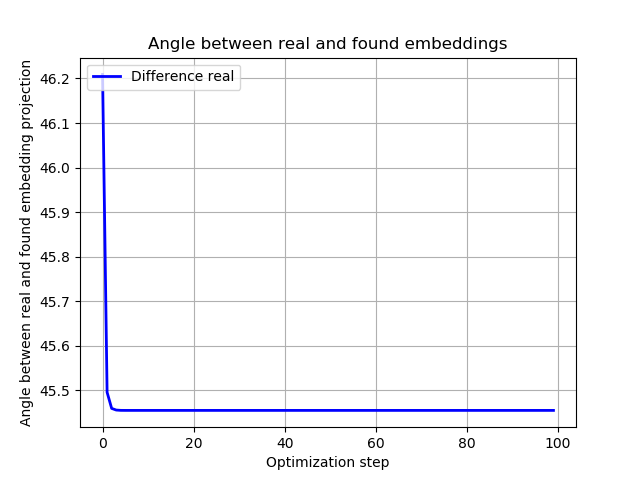 Angle between real and found embeddings
Difference real
Angle between real and found embedding projection
46.2
46.1
46.0
45.9
45.8
45.7
45.6
45.5
0 20 40 60 80 100
Optimization step